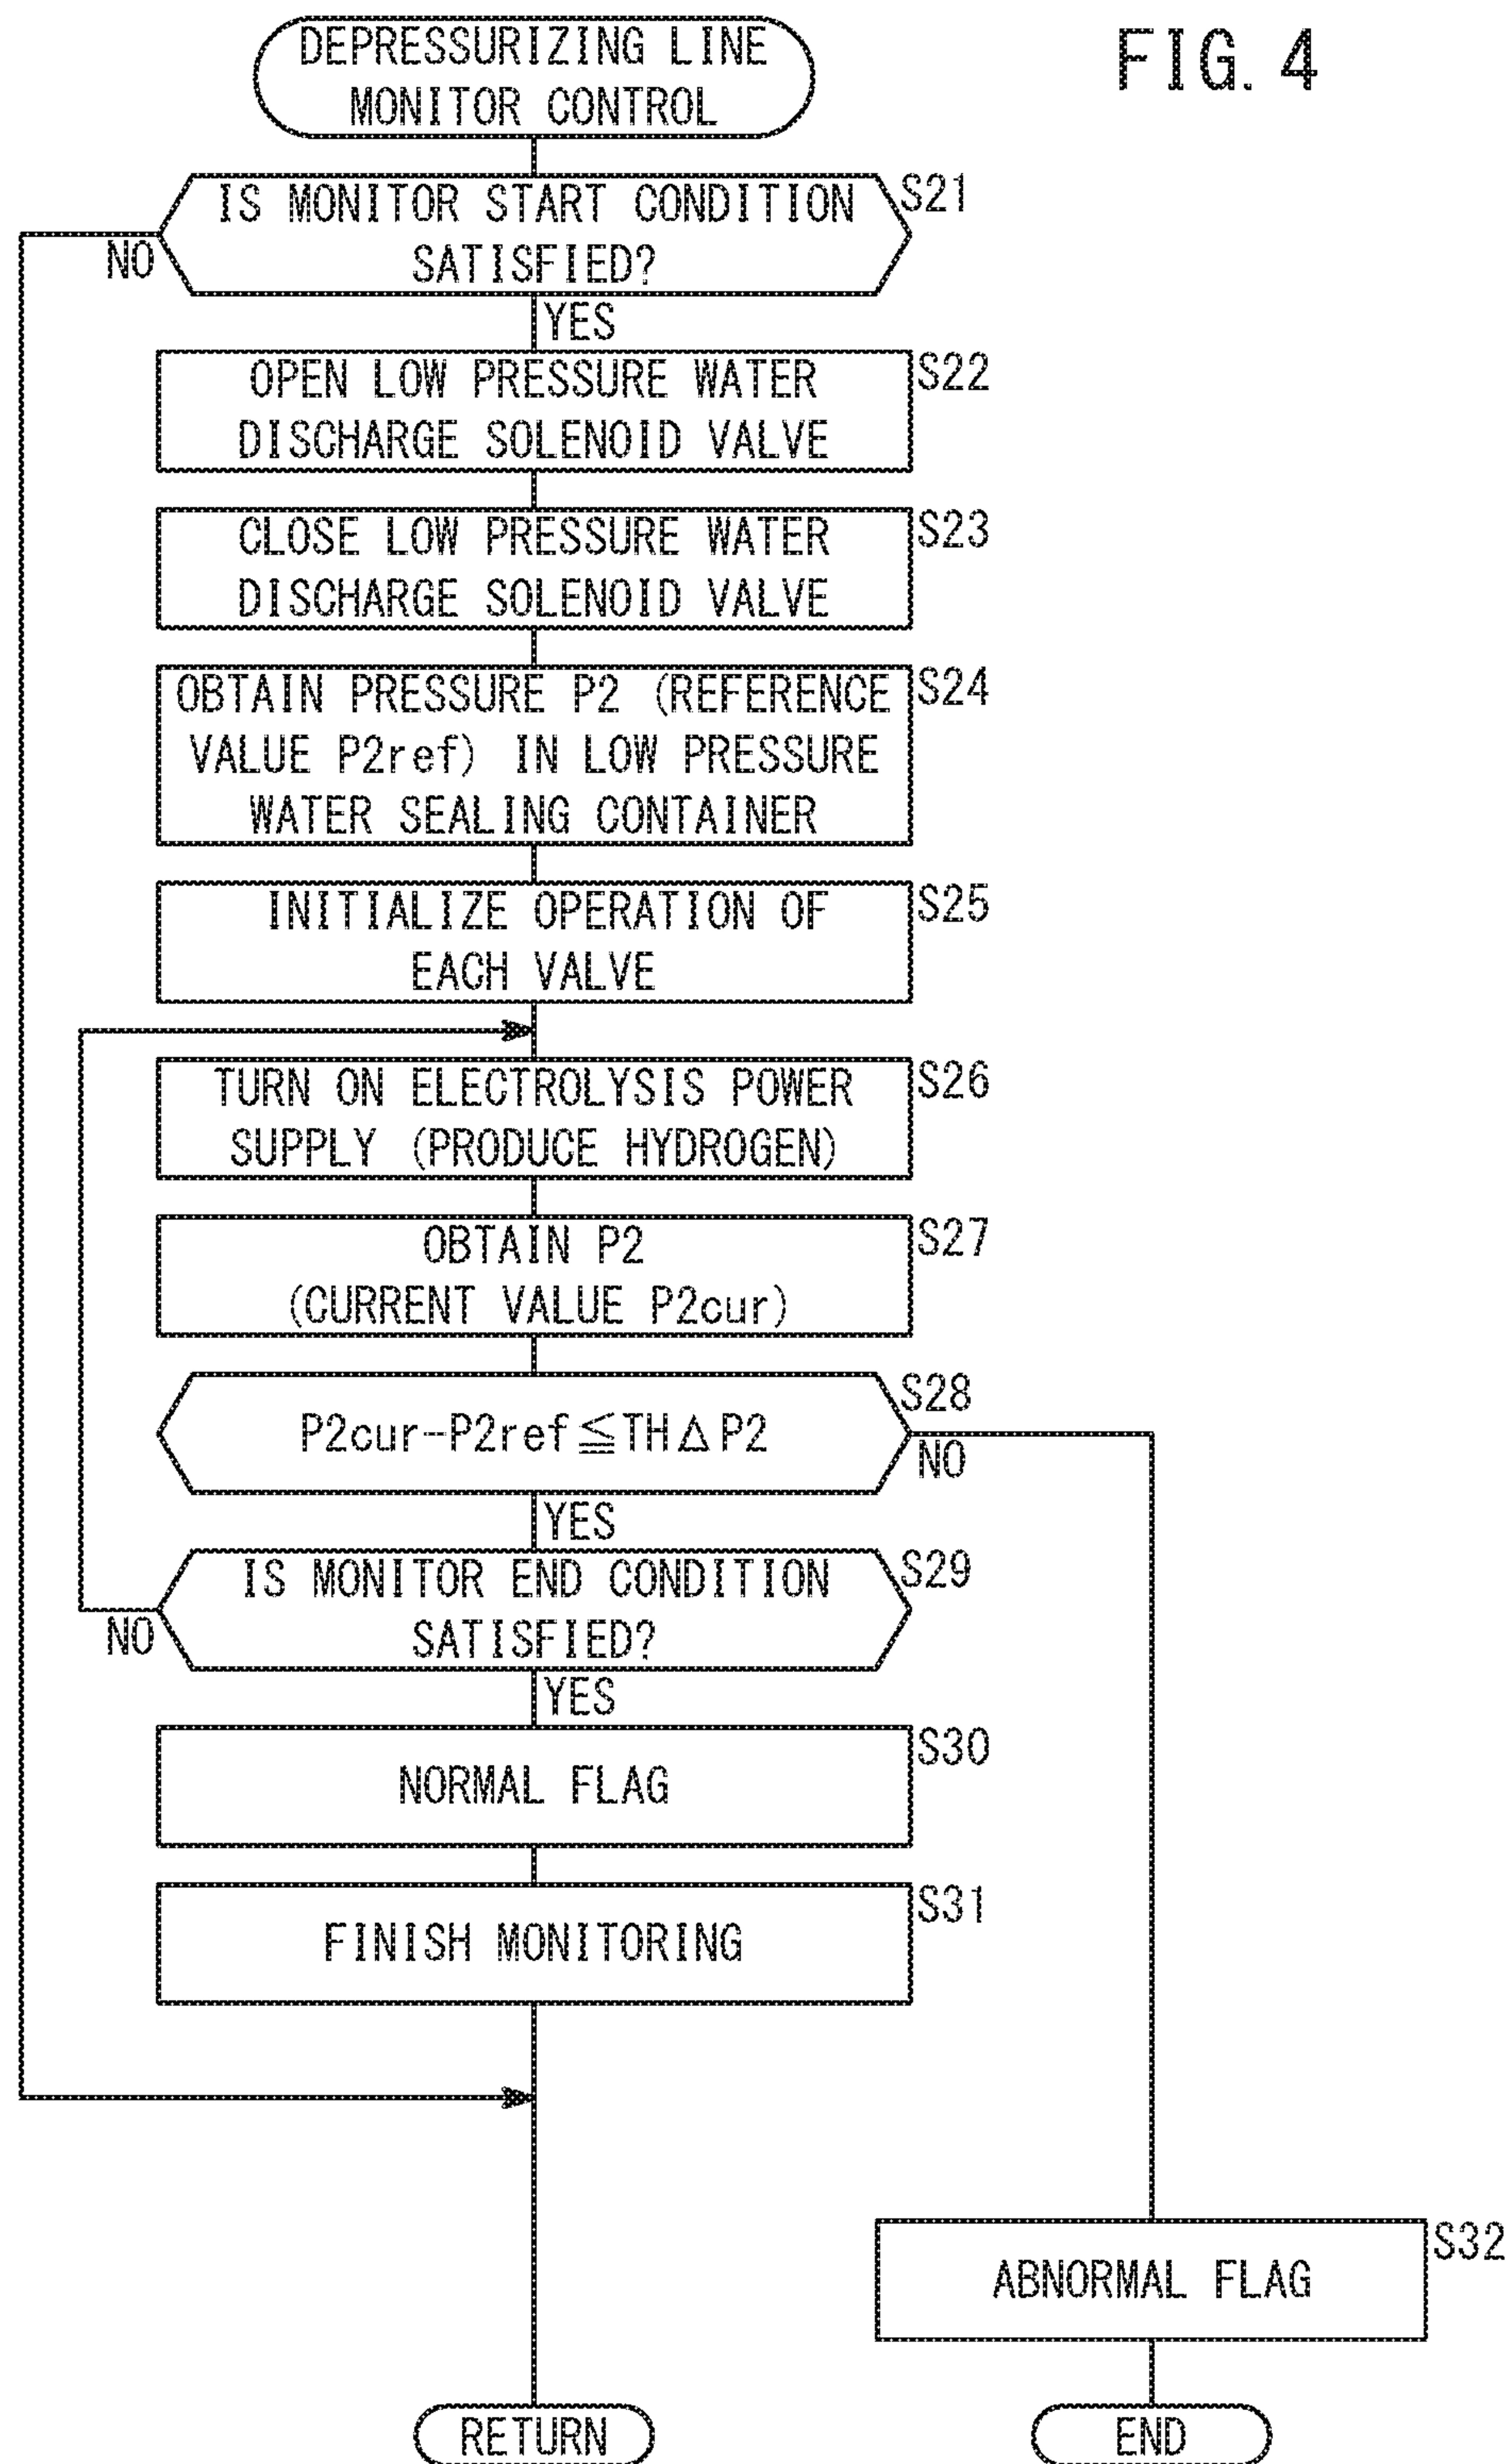 FIG. 4
DEPRESSURIZING LINE
MONITOR CONTROL
S21
IS MONITOR START CONDITION
SATISFIED?
NO
YES
S22
OPEN LOW PRESSURE WATER
DISCHARGE SOLENOID VALVE
S23
CLOSE LOW PRESSURE WATER
DISCHARGE SOLENOID VALVE
S24
OBTAIN PRESSURE P2 (REFERENCE
VALUE P2ref) IN LOW PRESSURE
WATER SEALING CONTAINER
S25
INITIALIZE OPERATION OF
EACH VALVE
S26
TURN ON ELECTROLYSIS POWER
SUPPLY (PRODUCE HYDROGEN)
S27
OBTAIN P2
(CURRENT VALUE P2cur)
S28
P2cur-P2ref≦THΔP2
NO
YES
S29
IS MONITOR END CONDITION
SATISFIED?
NO
YES
S30
NORMAL FLAG
S31
FINISH MONITORING
S32
ABNORMAL FLAG
RETURN
END